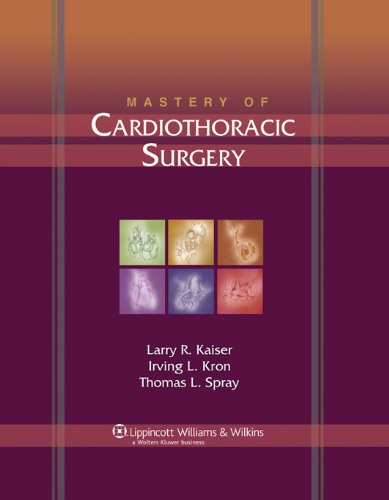 MASTERY OF
CARDIOTHORACIC
SURGERY
Larry R. Kaiser
Irving L. Kron
Thomas L. Spray
Lippincott Williams & Wilkins
a Wolters Kluwer business